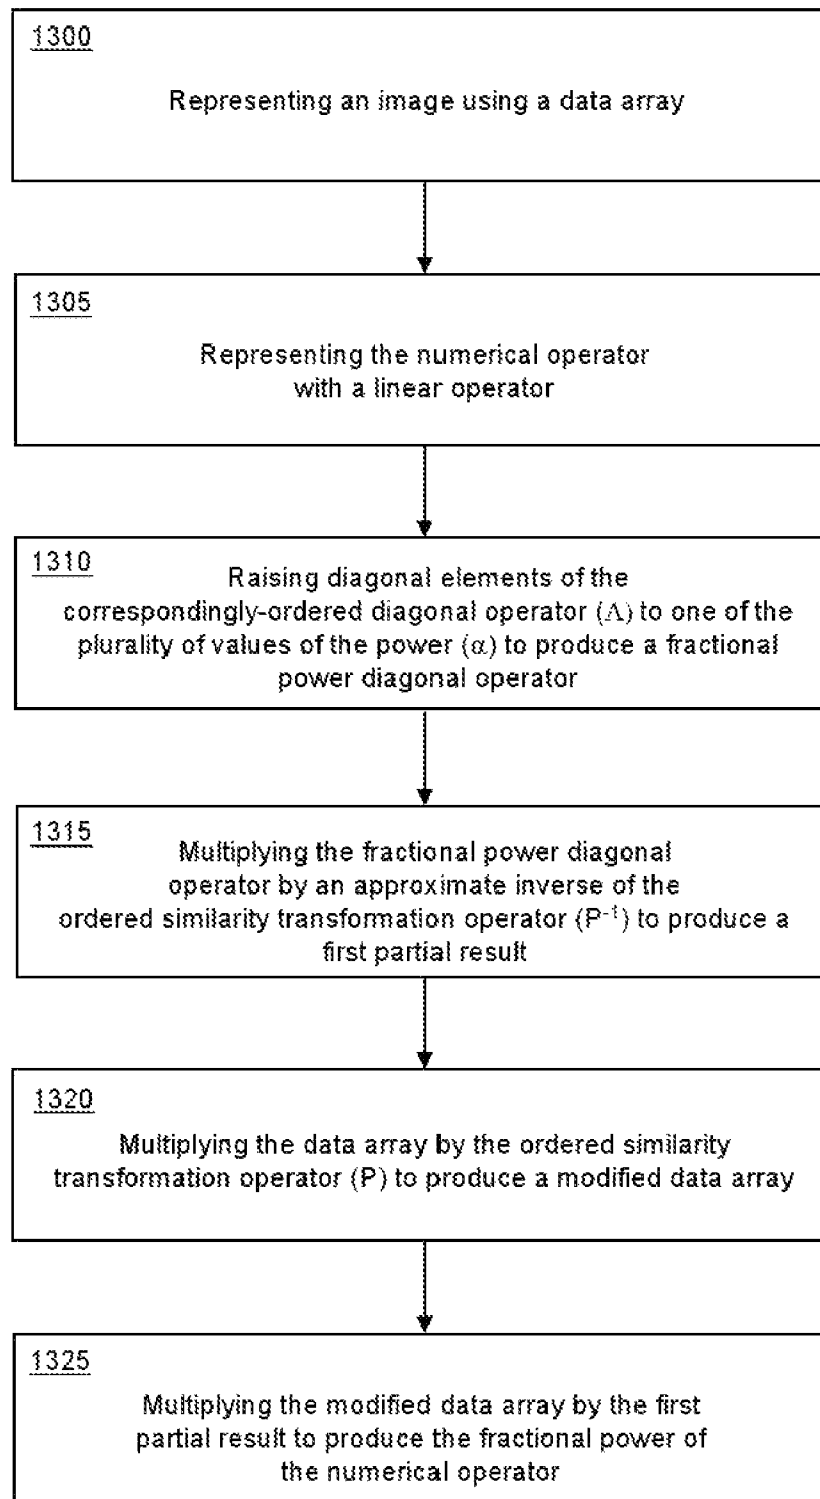 1300
Representing an image using a data array
1305
Representing the numerical operator
with a linear operator
1310
Raising diagonal elements of the
correspondingly-ordered diagonal operator (Λ) to one of the
plurality of values of the power (α) to produce a fractional
power diagonal operator
1315
Multiplying the fractional power diagonal
operator by an approximate inverse of the
ordered similarity transformation operator (P⁻¹) to produce a
first partial result
1320
Multiplying the data array by the ordered similarity
transformation operator (P) to produce a modified data array
1325
Multiplying the modified data array by the first
partial result to produce the fractional power of
the numerical operator